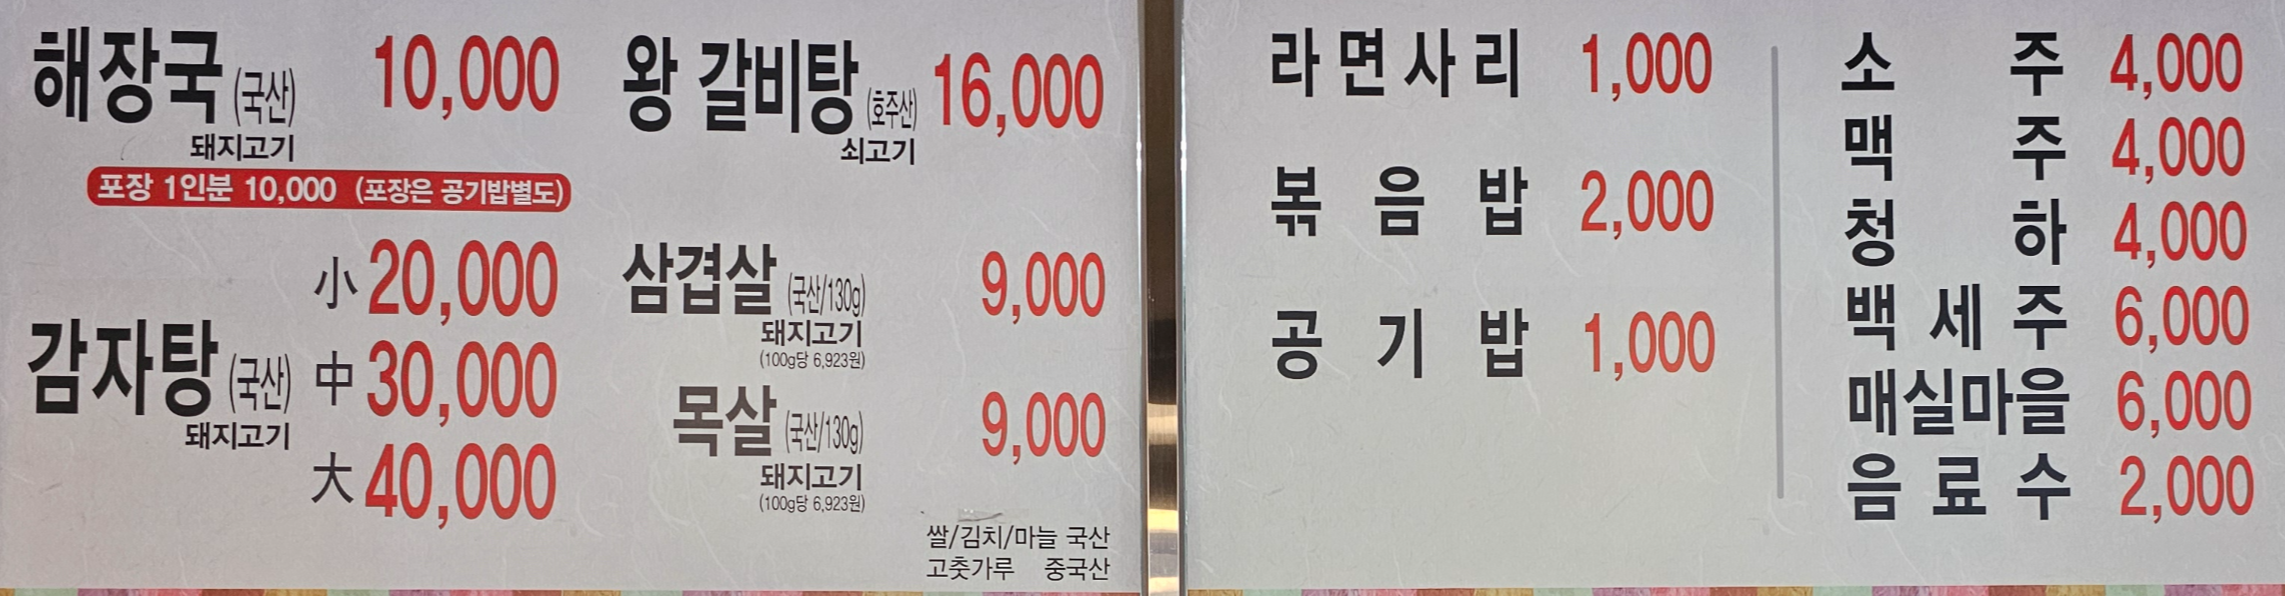 해장국 (국산) 10,000
돼지고기
포장 1인분 10,000 (포장은 공기밥별도)
감자탕 (국산)
돼지고기
小 20,000
中 30,000
大 40,000
왕 갈비탕 (호주산) 16,000
쇠고기
삼겹살 (국산/130g) 9,000
돼지고기
(100g당 6,923원)
목살 (국산/130g) 9,000
돼지고기
(100g당 6,923원)
쌀/김치/마늘 국산
고춧가루 중국산
라면사리 1,000
볶음밥 2,000
공기밥 1,000
소주 4,000
맥주 4,000
청하 4,000
백세주 6,000
매실마을 6,000
음료수 2,000